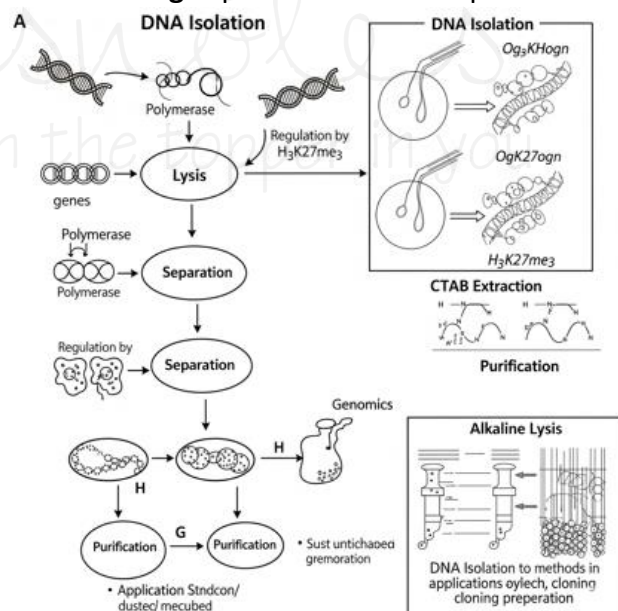 A
DNA Isolation
Polymerase
Regulation by
H₃K27me₃
genes
Lysis
Polymerase
Polymerase
Separation
Regulation by
Separation
Genomics
H
H
Purification
G
Purification
• Sust untichaped
gremoration
• Application Stndcon/
dusted mecubed
DNA Isolation
Og₃KHogn
OgK27ogn
H₃K27me₃
CTAB Extraction
H N H N
Purification
Alkaline Lysis
DNA Isolation to methods in
applications oylech, cloning
cloning preperation